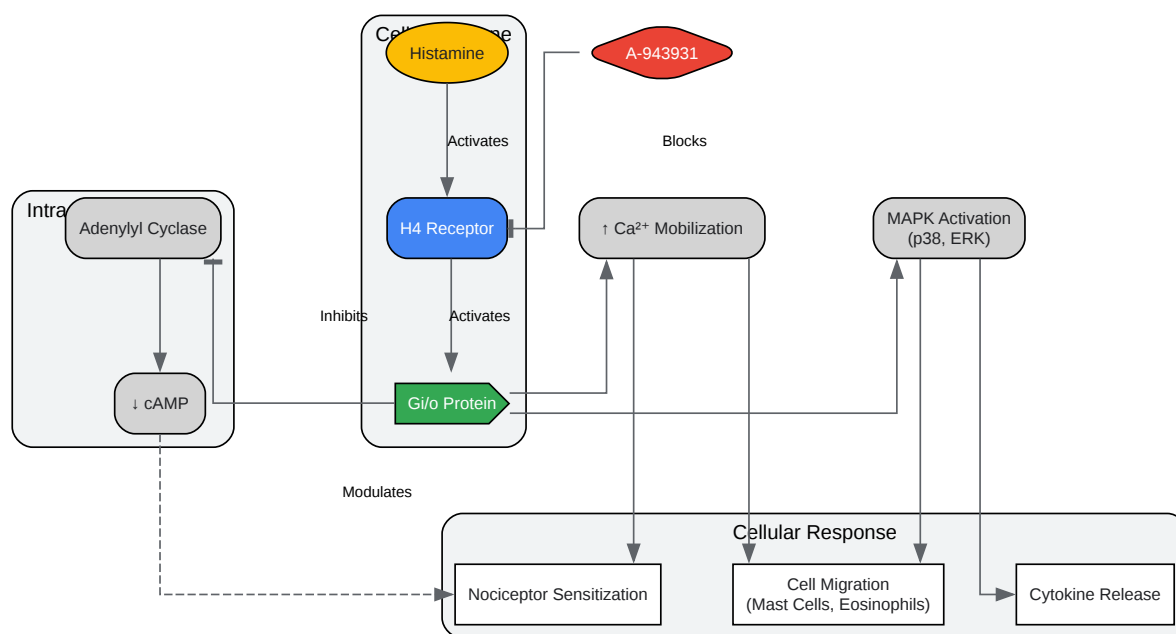 Histamine
A-943931
Activates
Blocks
Intra
Adenylyl Cyclase
H4 Receptor
↑ Ca²⁺ Mobilization
MAPK Activation
(p38, ERK)
Inhibits
Activates
↓ cAMP
Gi/o Protein
Modulates
Cellular Response
Nociceptor Sensitization
Cell Migration
(Mast Cells, Eosinophils)
Cytokine Release